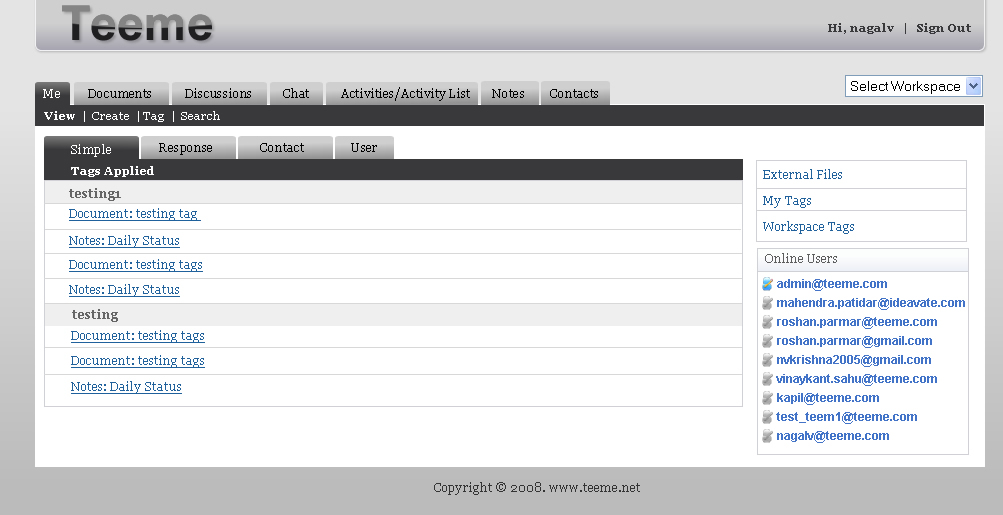 Teeme
Hi, nagalv | Sign Out
Me Documents Discussions Chat Activities/Activity List Notes Contacts
Select Workspace
View | Create | Tag | Search
Simple Response Contact User
Tags Applied
testing1
Document: testing tag
Notes: Daily Status
Document: testing tags
Notes: Daily Status
testing
Document: testing tags
Document: testing tags
Notes: Daily Status
External Files
My Tags
Workspace Tags
Online Users
admin@teeme.com
mahendra.patidar@ideavate.com
roshan.parmar@teeme.com
roshan.parmar@gmail.com
nvkrishna2005@gmail.com
vinaykant.sahu@teeme.com
kapil@teeme.com
test_teem1@teeme.com
nagalv@teeme.com
Copyright © 2008. www.teeme.net